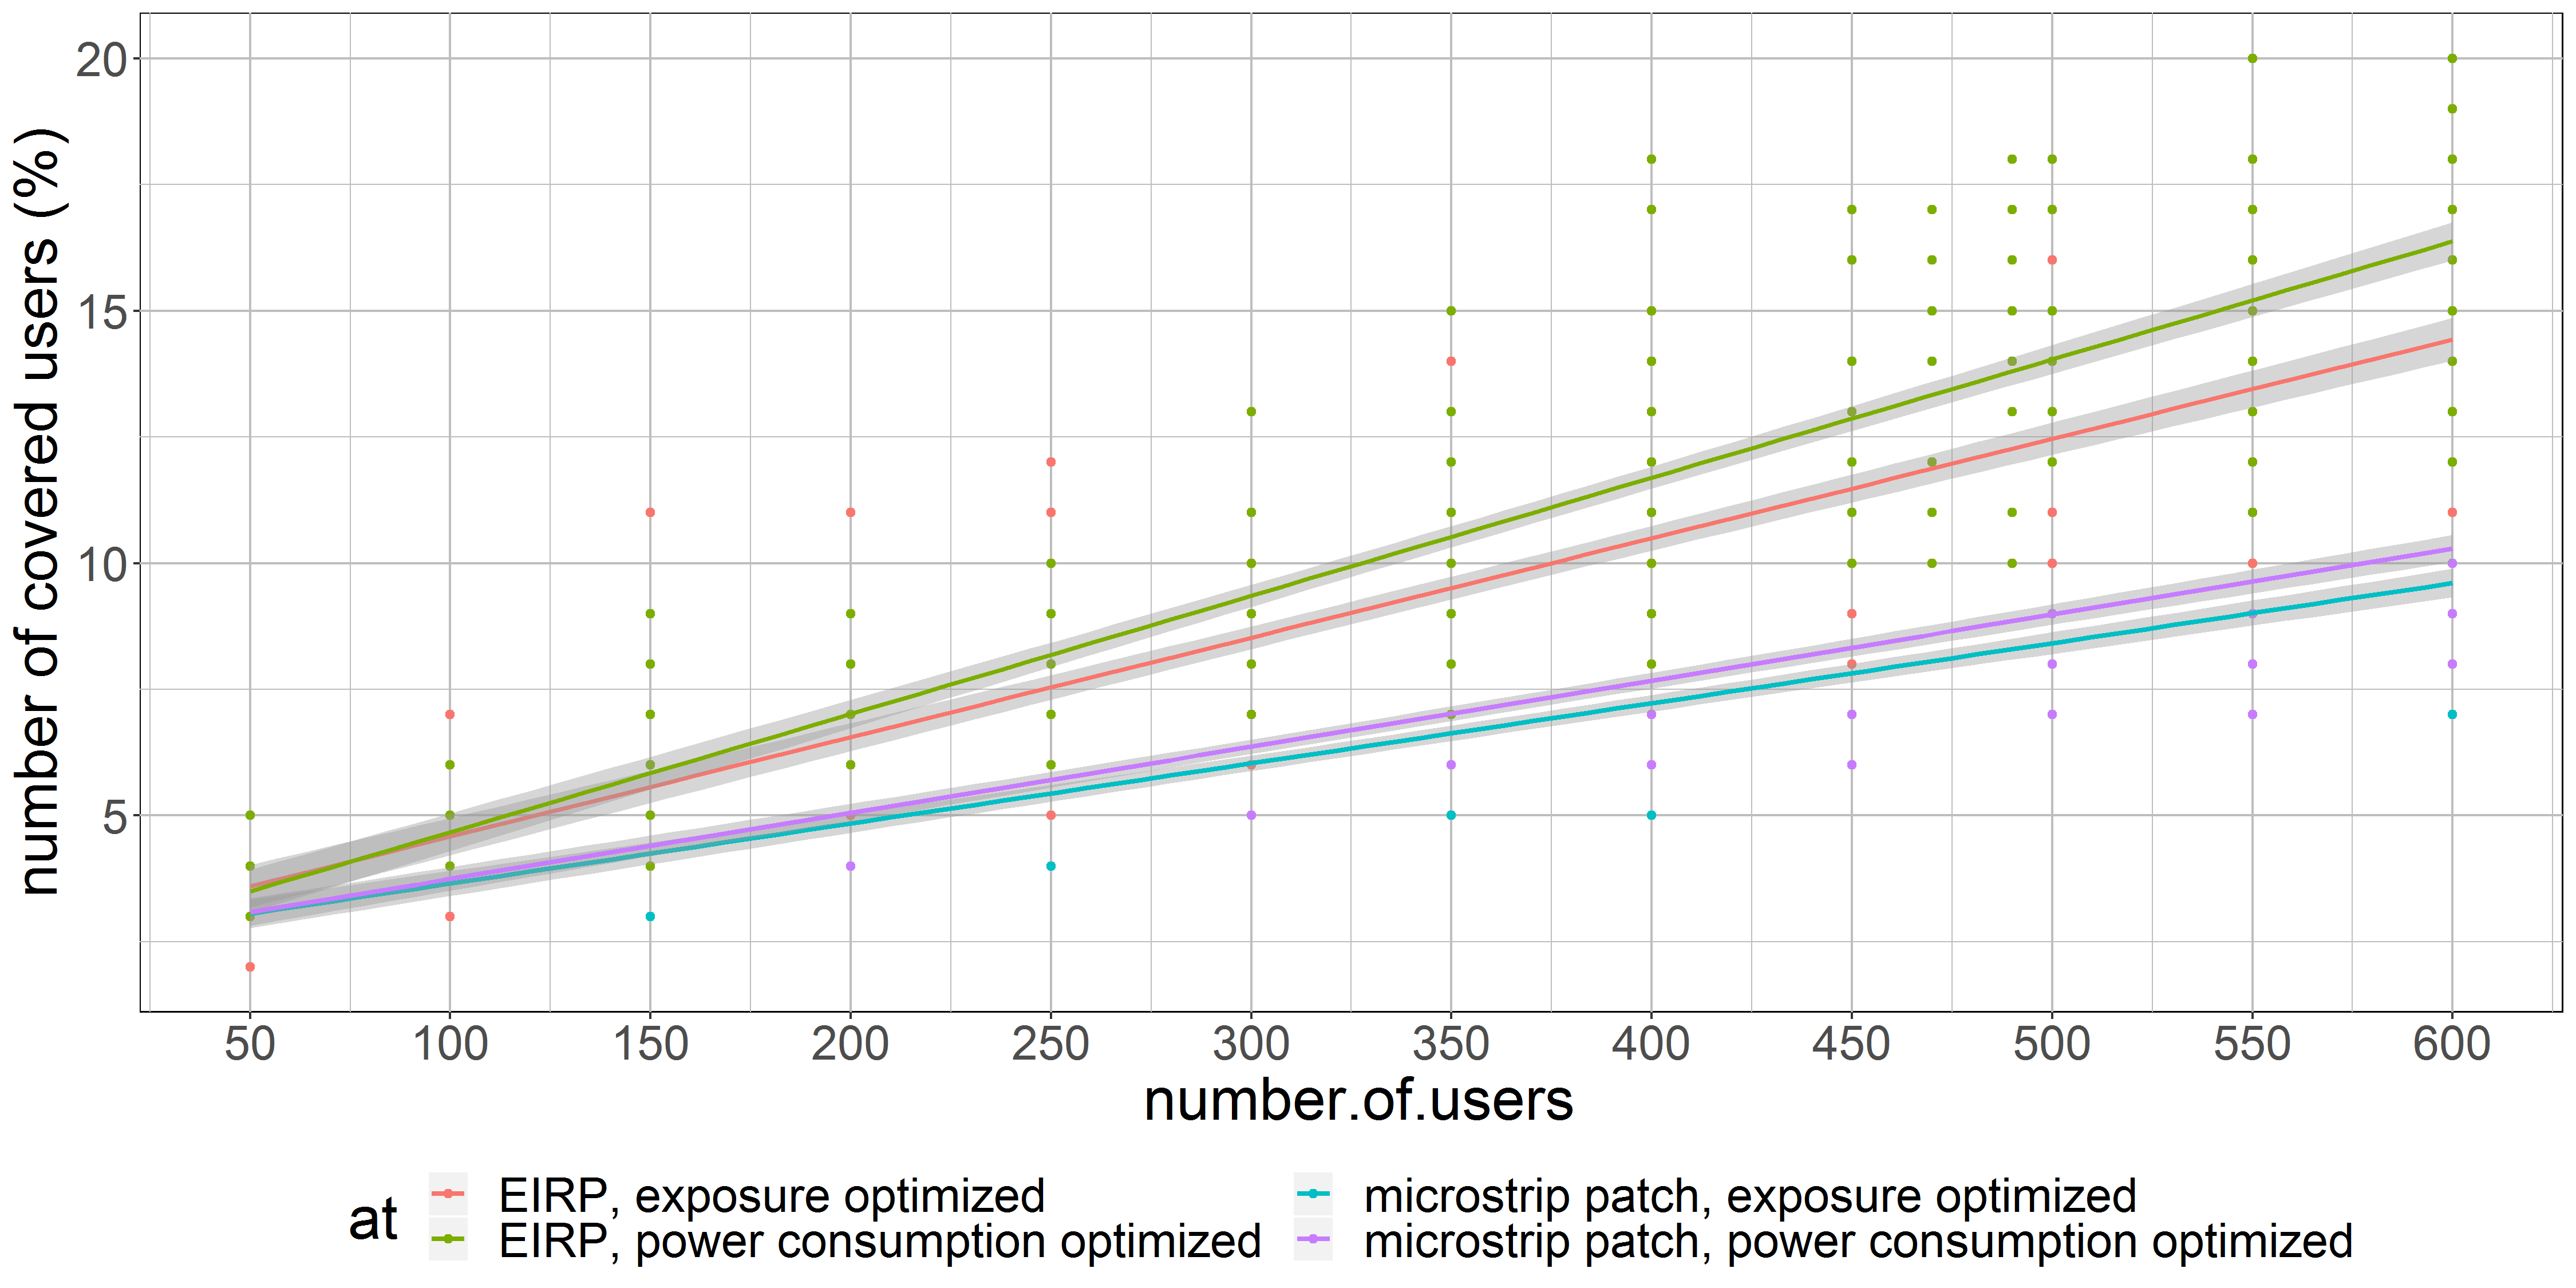 number of covered users (%)
20
15
10
5
50 100 150 200 250 300 350 400 450 500 550 600
number.of.users
at
EIRP, exposure optimized
EIRP, power consumption optimized
microstrip patch, exposure optimized
microstrip patch, power consumption optimized